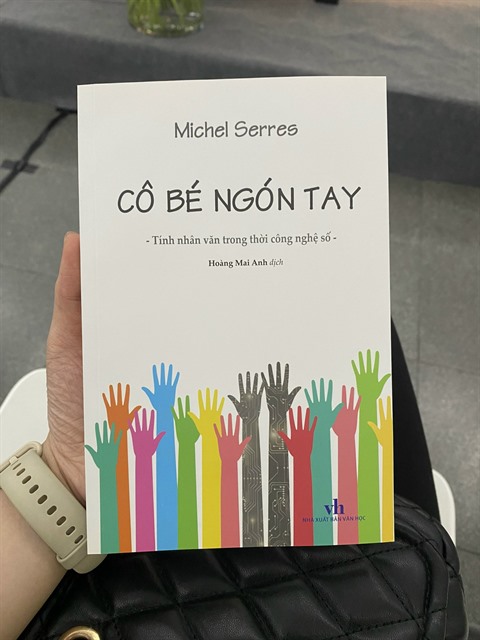 Michel Serres
CÔ BÉ NGÓN TAY
- Tính nhân văn trong thời công nghệ số -
Hoàng Mai Anh dịch
vh
NHÀ XUẤT BẢN VĂN HỌC